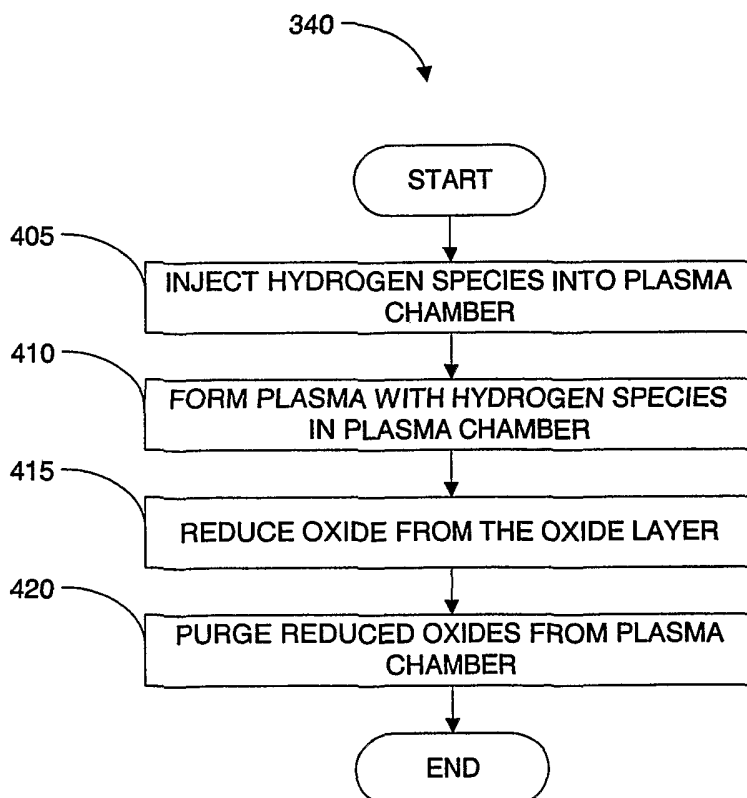 340
START
405
INJECT HYDROGEN SPECIES INTO PLASMA
CHAMBER
410
FORM PLASMA WITH HYDROGEN SPECIES
IN PLASMA CHAMBER
415
REDUCE OXIDE FROM THE OXIDE LAYER
420
PURGE REDUCED OXIDES FROM PLASMA
CHAMBER
END